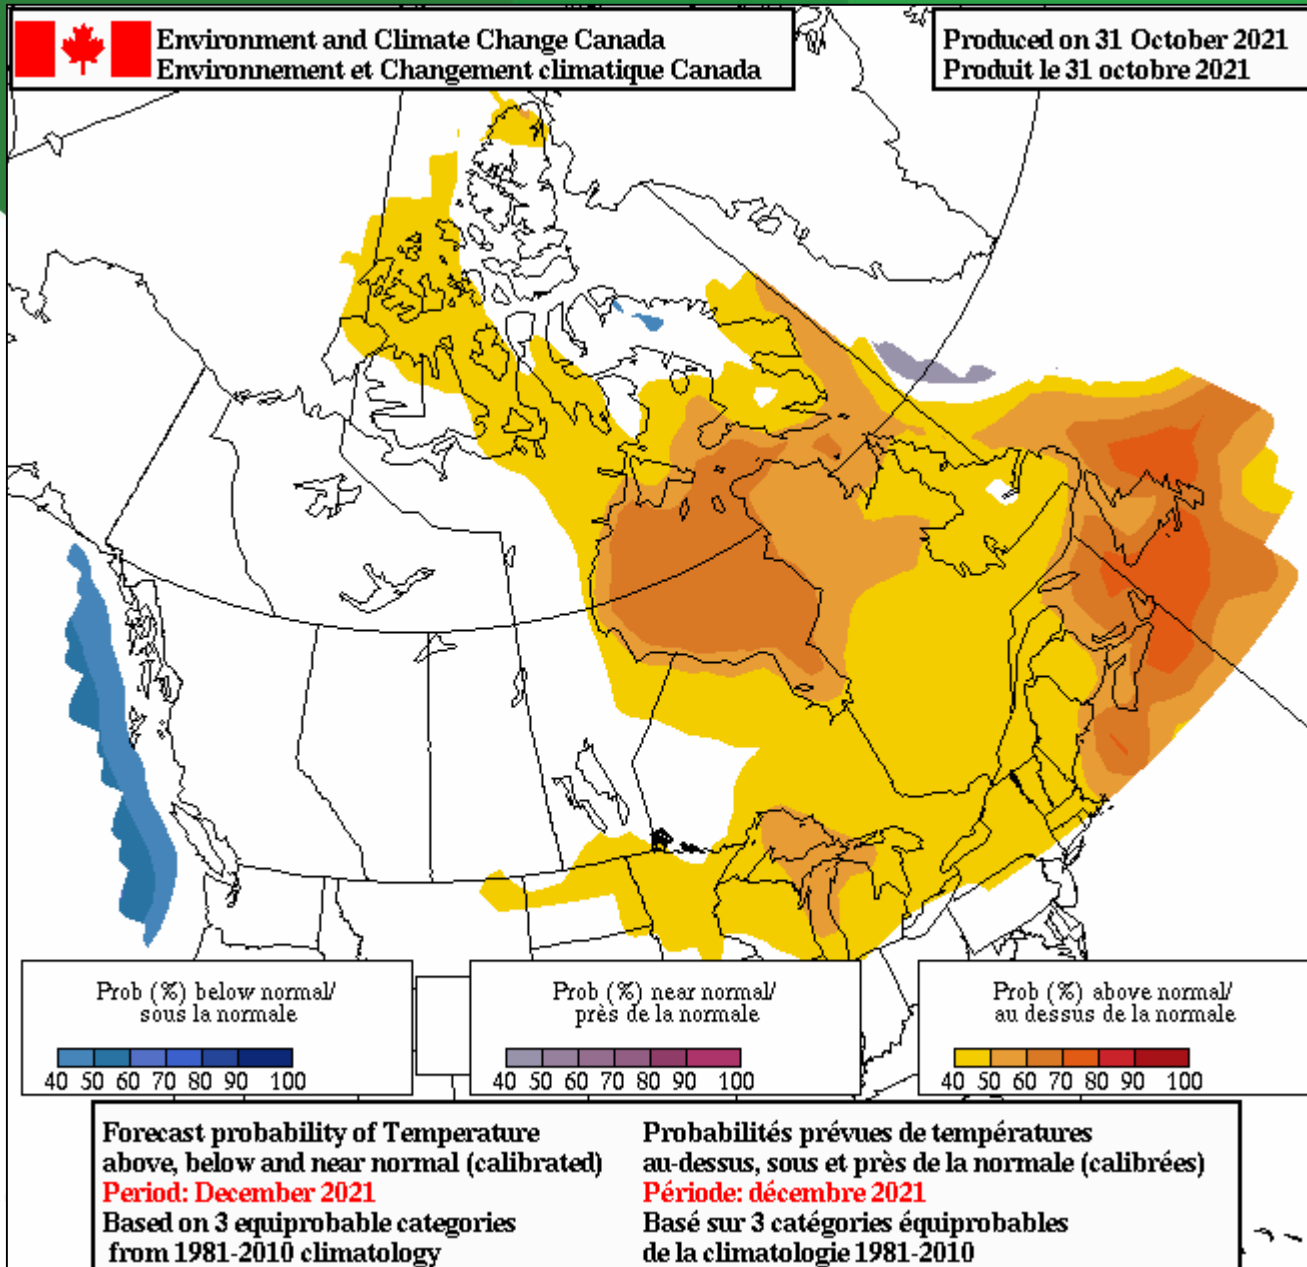 Environment and Climate Change Canada
Environnement et Changement climatique Canada
Produced on 31 October 2021
Produit le 31 octobre 2021
Prob (%) below normal/
sous la normale
40 50 60 70 80 90 100
Prob (%) near normal/
près de la normale
40 50 60 70 80 90 100
Prob (%) above normal/
au dessus de la normale
40 50 60 70 80 90 100
Forecast probability of Temperature
above, below and near normal (calibrated)
Period: December 2021
Based on 3 equiprobable categories
from 1981-2010 climatology
Probabilités prévues de températures
au-dessus, sous et près de la normale (calibrées)
Période: décembre 2021
Basé sur 3 catégories équiprobables
de la climatologie 1981-2010